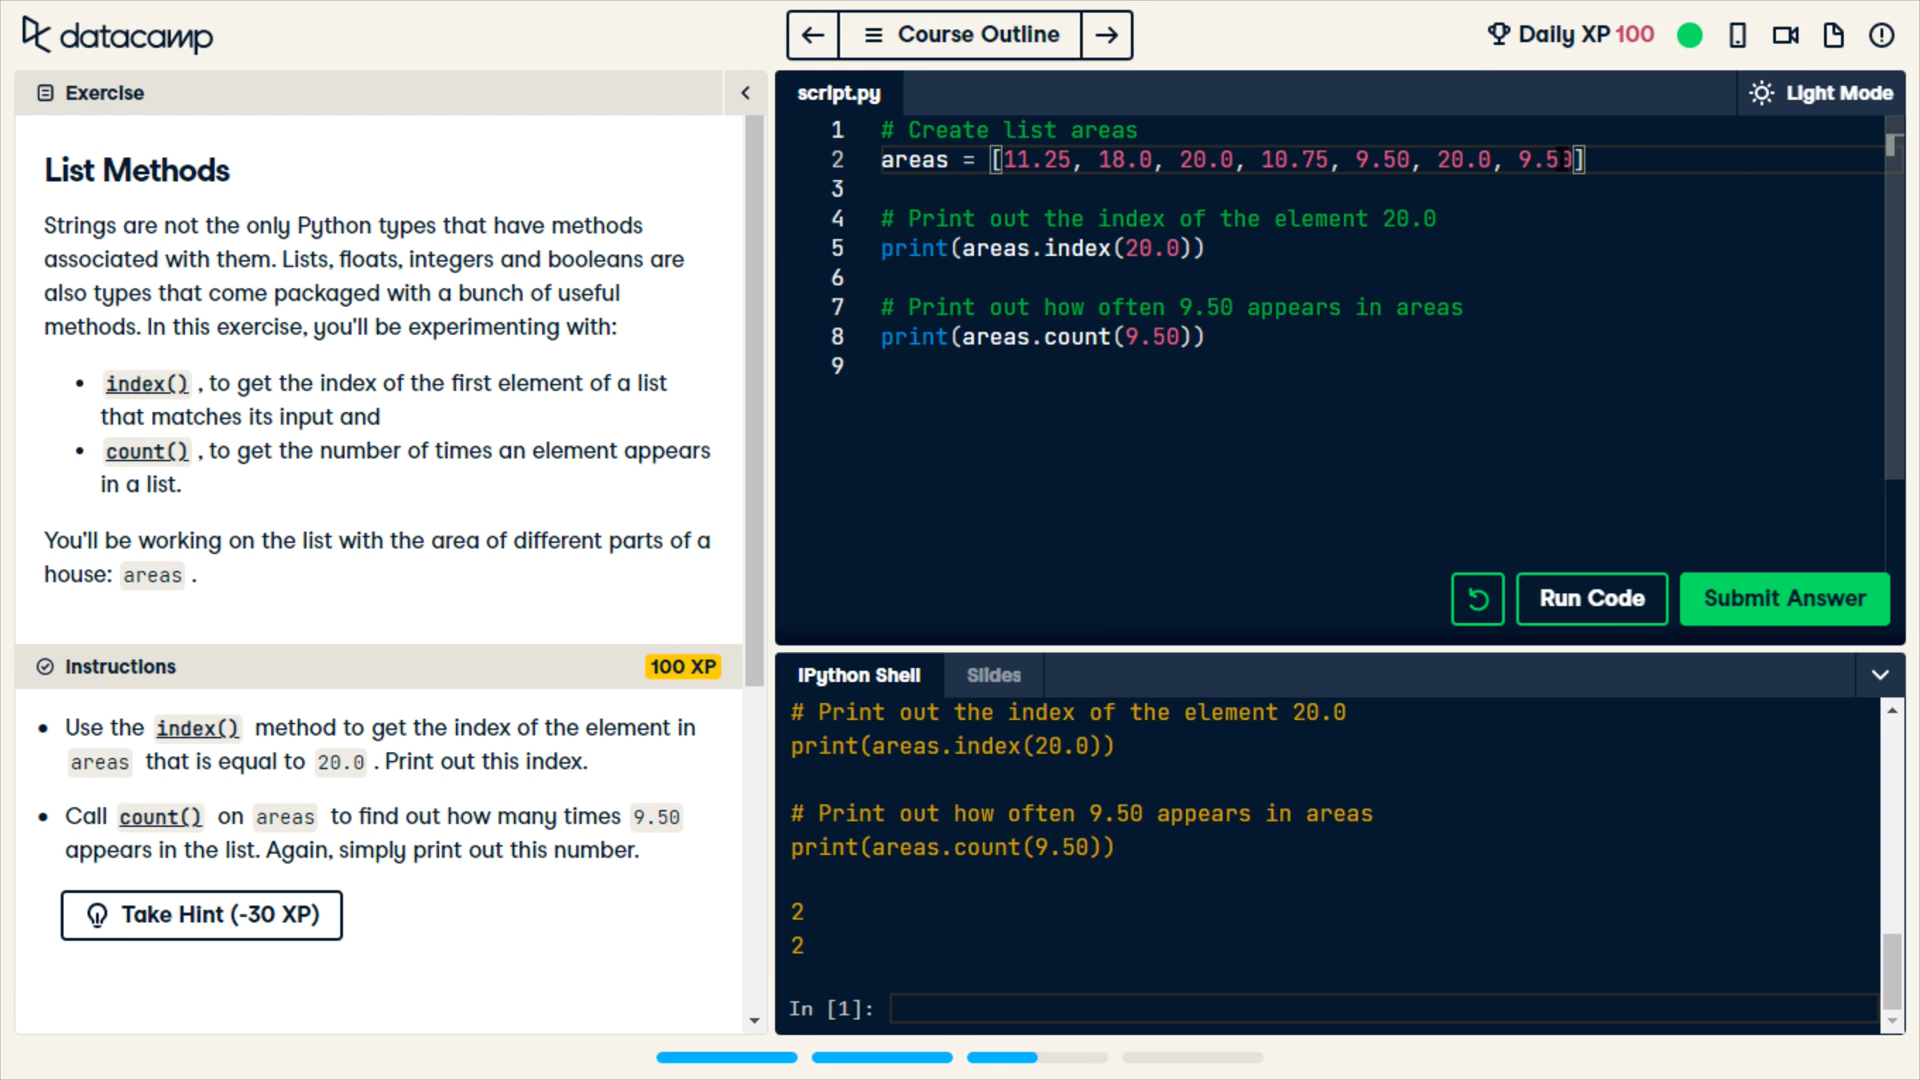 datacamp
Course Outline
Daily XP 100
Exercise
List Methods
Strings are not the only Python types that have methods
associated with them. Lists, floats, integers and booleans are
also types that come packaged with a bunch of useful
methods. In this exercise, you'll be experimenting with:
• index() , to get the index of the first element of a list
that matches its input and
• count() , to get the number of times an element appears
in a list.
You'll be working on the list with the area of different parts of a
house: areas .
Instructions
100 XP
• Use the index() method to get the index of the element in
areas that is equal to 20.0 . Print out this index.
• Call count() on areas to find out how many times 9.50
appears in the list. Again, simply print out this number.
Take Hint (-30 XP)
script.py
Light Mode
1 # Create list areas
2 areas = [11.25, 18.0, 20.0, 10.75, 9.50, 20.0, 9.50]
3
4 # Print out the index of the element 20.0
5 print(areas.index(20.0))
6
7 # Print out how often 9.50 appears in areas
8 print(areas.count(9.50))
9
Run Code
Submit Answer
IPython Shell
Slides
# Print out the index of the element 20.0
print(areas.index(20.0))
# Print out how often 9.50 appears in areas
print(areas.count(9.50))
2
2
In [1]: